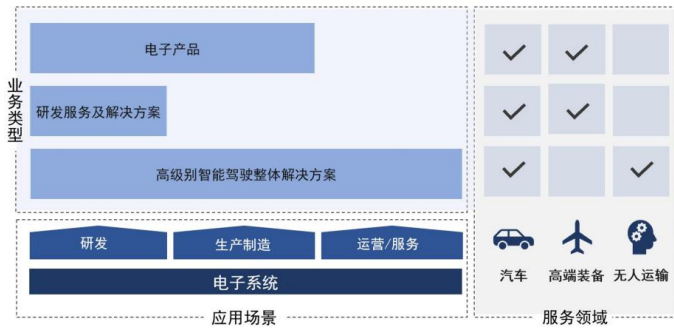 业务类型
电子产品
研发服务及解决方案
高级别智能驾驶整体解决方案
研发
生产制造
运营/服务
电子系统
应用场景
汽车
高端装备
无人运输
服务领域